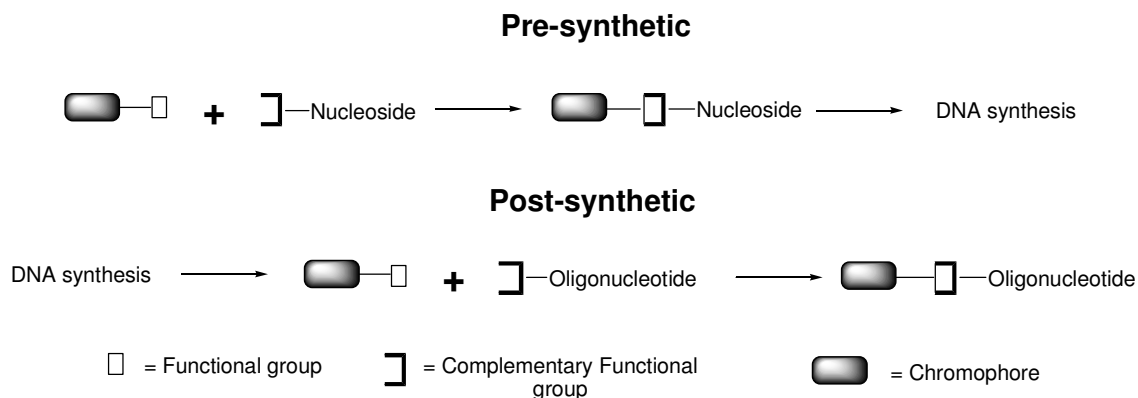 Pre-synthetic
+ Nucleoside Nucleoside DNA synthesis
Post-synthetic
DNA synthesis + Oligonucleotide Oligonucleotide
= Functional group = Complementary Functional
group = Chromophore